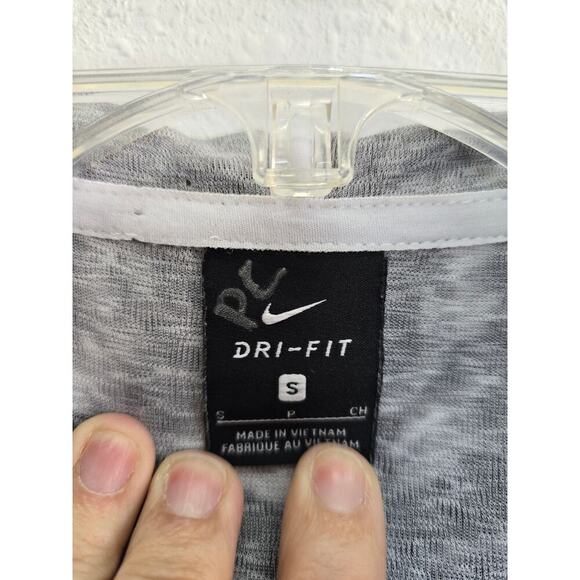 PC
DRI-FIT
S
S P CH
MADE IN VIETNAM
FABRIQUE AU VIETNAM